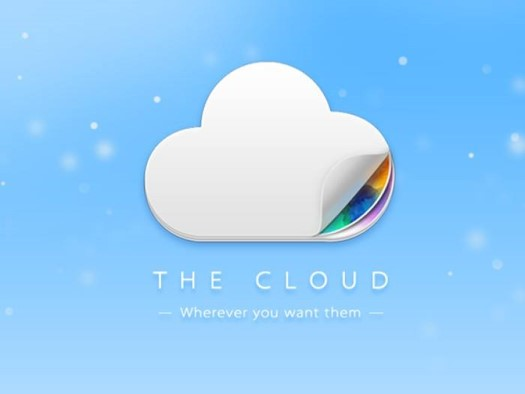 THE CLOUD
— Wherever you want them —